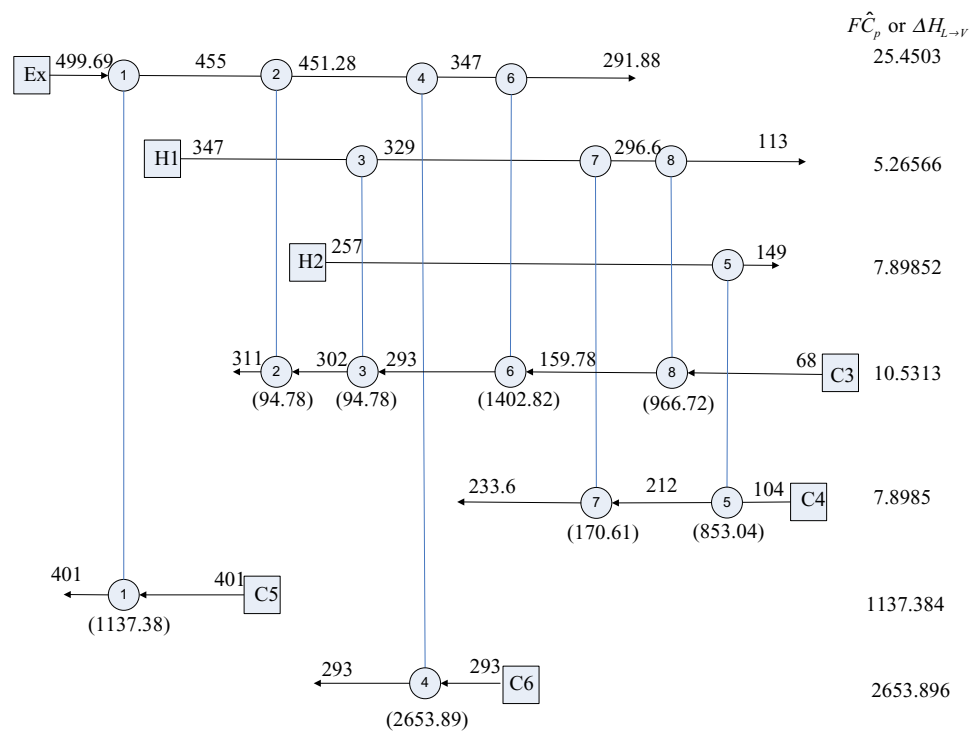 FĈₚ or ΔH_L→V
Ex 499.69 1 455 2 451.28 4 347 6 291.88 25.4503
H1 347 3 329 7 296.6 8 113 5.26566
H2 257 5 149 7.89852
311 2 302 3 293 6 159.78 8 68 C3 10.5313
(94.78) (94.78) (1402.82) (966.72)
233.6 7 212 5 104 C4 7.8985
(170.61) (853.04)
401 1 401 C5 1137.384
(1137.38)
293 4 293 C6 2653.896
(2653.89)